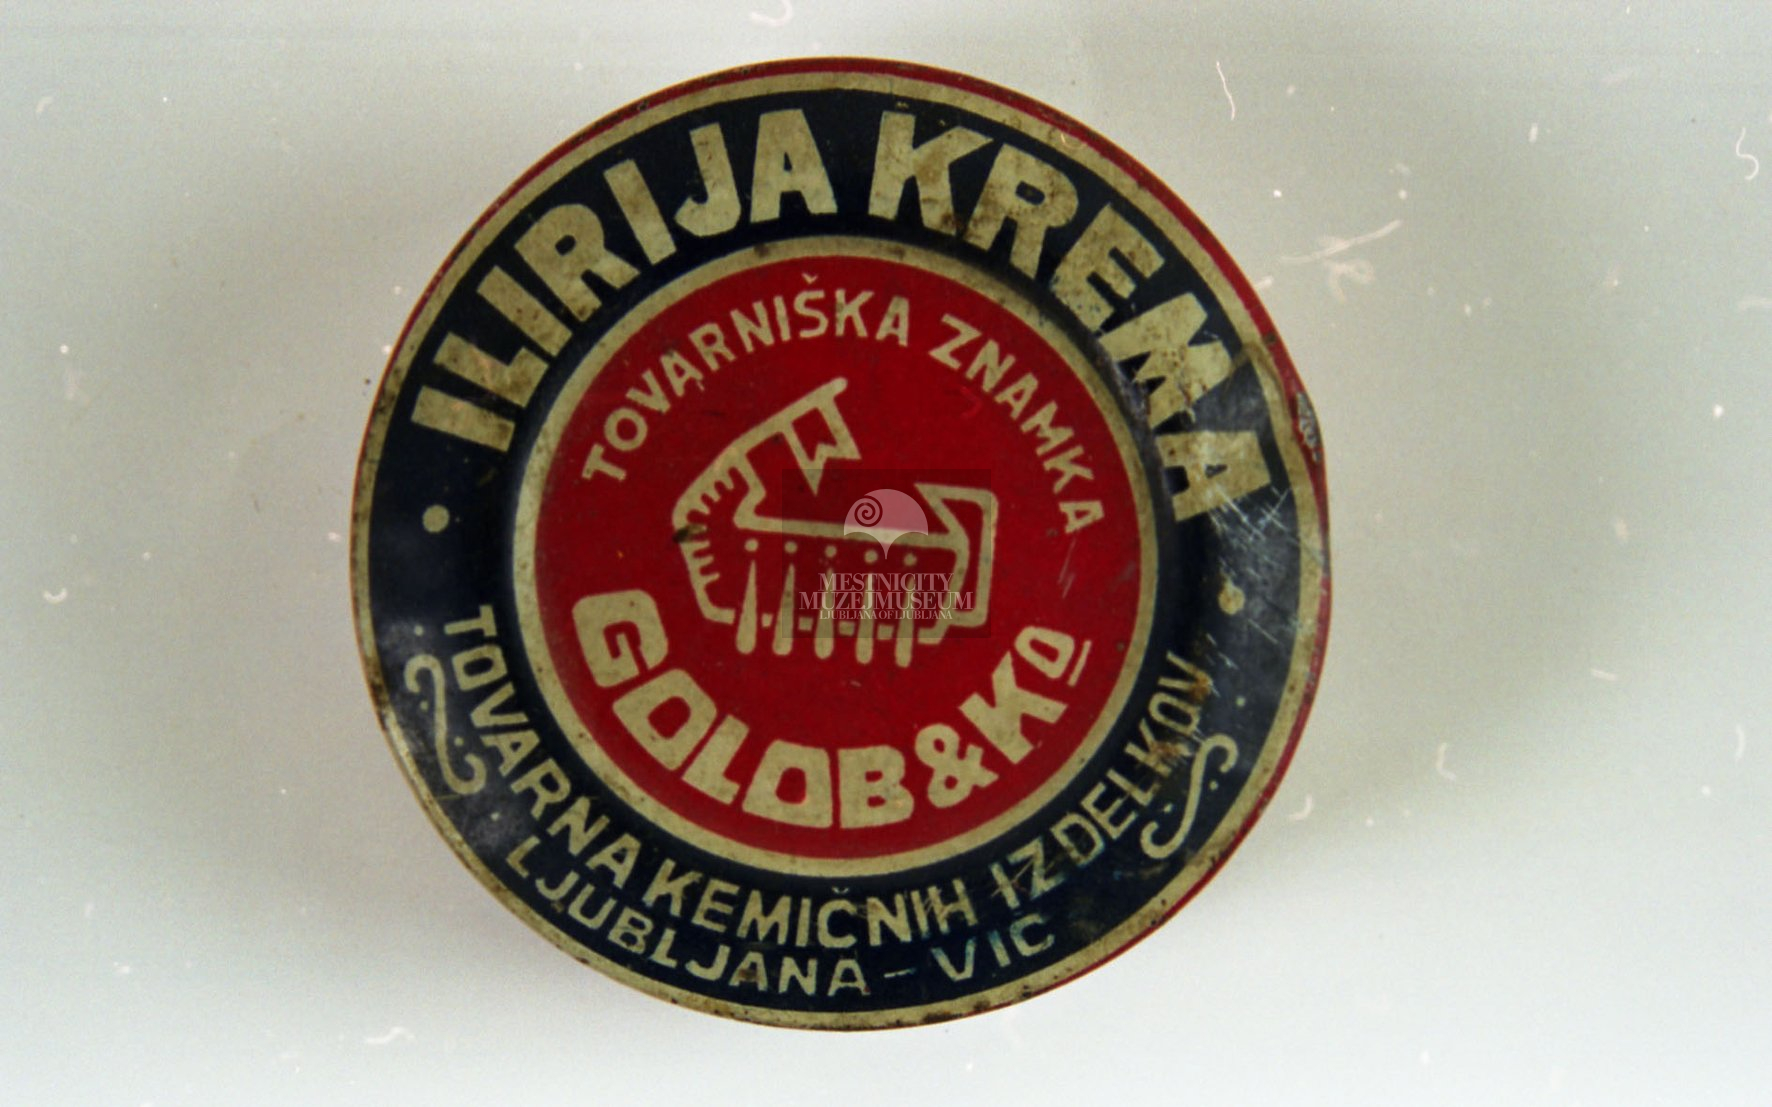 ILIRIJA KREMA
TOVARNIŠKA ZNAMKA
GOLOB & KO
TOVARNA KEMIČNIH IZDELKOV
LJUBLJANA - VIČ
MESTNI CITY
MUZEJ MUSEUM
LJUBLJANA OF LJUBLJANA